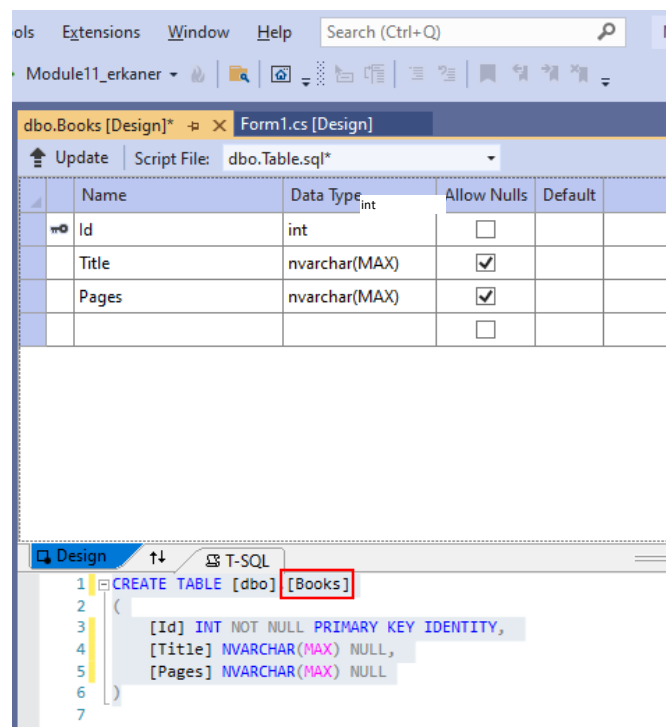 ols Extensions Window Help Search (Ctrl+Q)
Module11_erkaner
dbo.Books [Design]* Form1.cs [Design]
Update Script File: dbo.Table.sql*
Name Data Type Allow Nulls Default
int
Id int
Title nvarchar(MAX)
Pages nvarchar(MAX)
Design T-SQL
1 CREATE TABLE [dbo].[Books]
2 (
3 [Id] INT NOT NULL PRIMARY KEY IDENTITY,
4 [Title] NVARCHAR(MAX) NULL,
5 [Pages] NVARCHAR(MAX) NULL
6 )
7